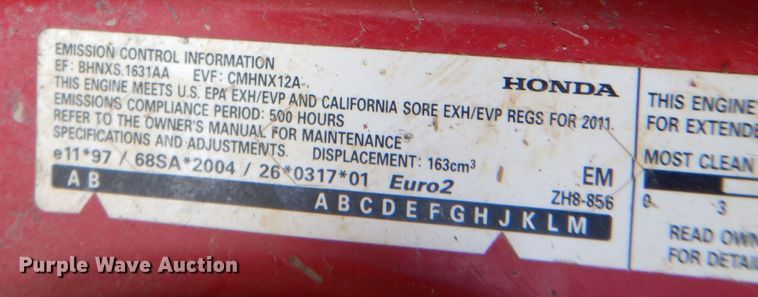 EMISSION CONTROL INFORMATION
EF: BHNXS.1631AA EVF: CMHNX12A
HONDA
THIS ENGINE MEETS U.S. EPA EXH/EVP AND CALIFORNIA SORE EXH/EVP REGS FOR 2011.
EMISSIONS COMPLIANCE PERIOD: 500 HOURS
REFER TO THE OWNER'S MANUAL FOR MAINTENANCE
SPECIFICATIONS AND ADJUSTMENTS. DISPLACEMENT: 163cm³
e11*97 / 68SA*2004 / 26*0317*01 Euro2
EM
ZH8-856
A B
A B C D E F G H J K L M
THIS ENGINE
FOR EXTENDE
MOST CLEAN
0 3
READ OWN
FOR DETAIL
Purple Wave Auction